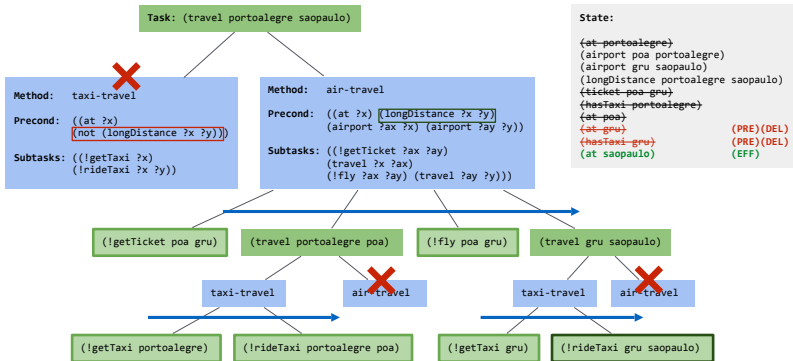 Task: (travel portoalegre saopaulo)
State:
(at portoalegre)
(airport poa portoalegre)
(airport gru saopaulo)
(longDistance portoalegre saopaulo)
(ticket poa gru)
(hasTaxi portoalegre)
(at poa)
(at gru) (PRE)(DEL)
(hasTaxi gru) (PRE)(DEL)
(at saopaulo) (EFF)
Method: taxi-travel
Precond: ((at ?x)
(not (longDistance ?x ?y)))
Subtasks: ((!getTaxi ?x)
(!rideTaxi ?x ?y))
Method: air-travel
Precond: ((at ?x) (longDistance ?x ?y)
(airport ?ax ?x) (airport ?ay ?y))
Subtasks: ((!getTicket ?ax ?ay)
(travel ?x ?ax)
(!fly ?ax ?ay) (travel ?ay ?y)))
(!getTicket poa gru) (travel portoalegre poa) (!fly poa gru) (travel gru saopaulo)
taxi-travel air-travel taxi-travel air-travel
(!getTaxi portoalegre) (!rideTaxi portoalegre poa) (!getTaxi gru) (!rideTaxi gru saopaulo)